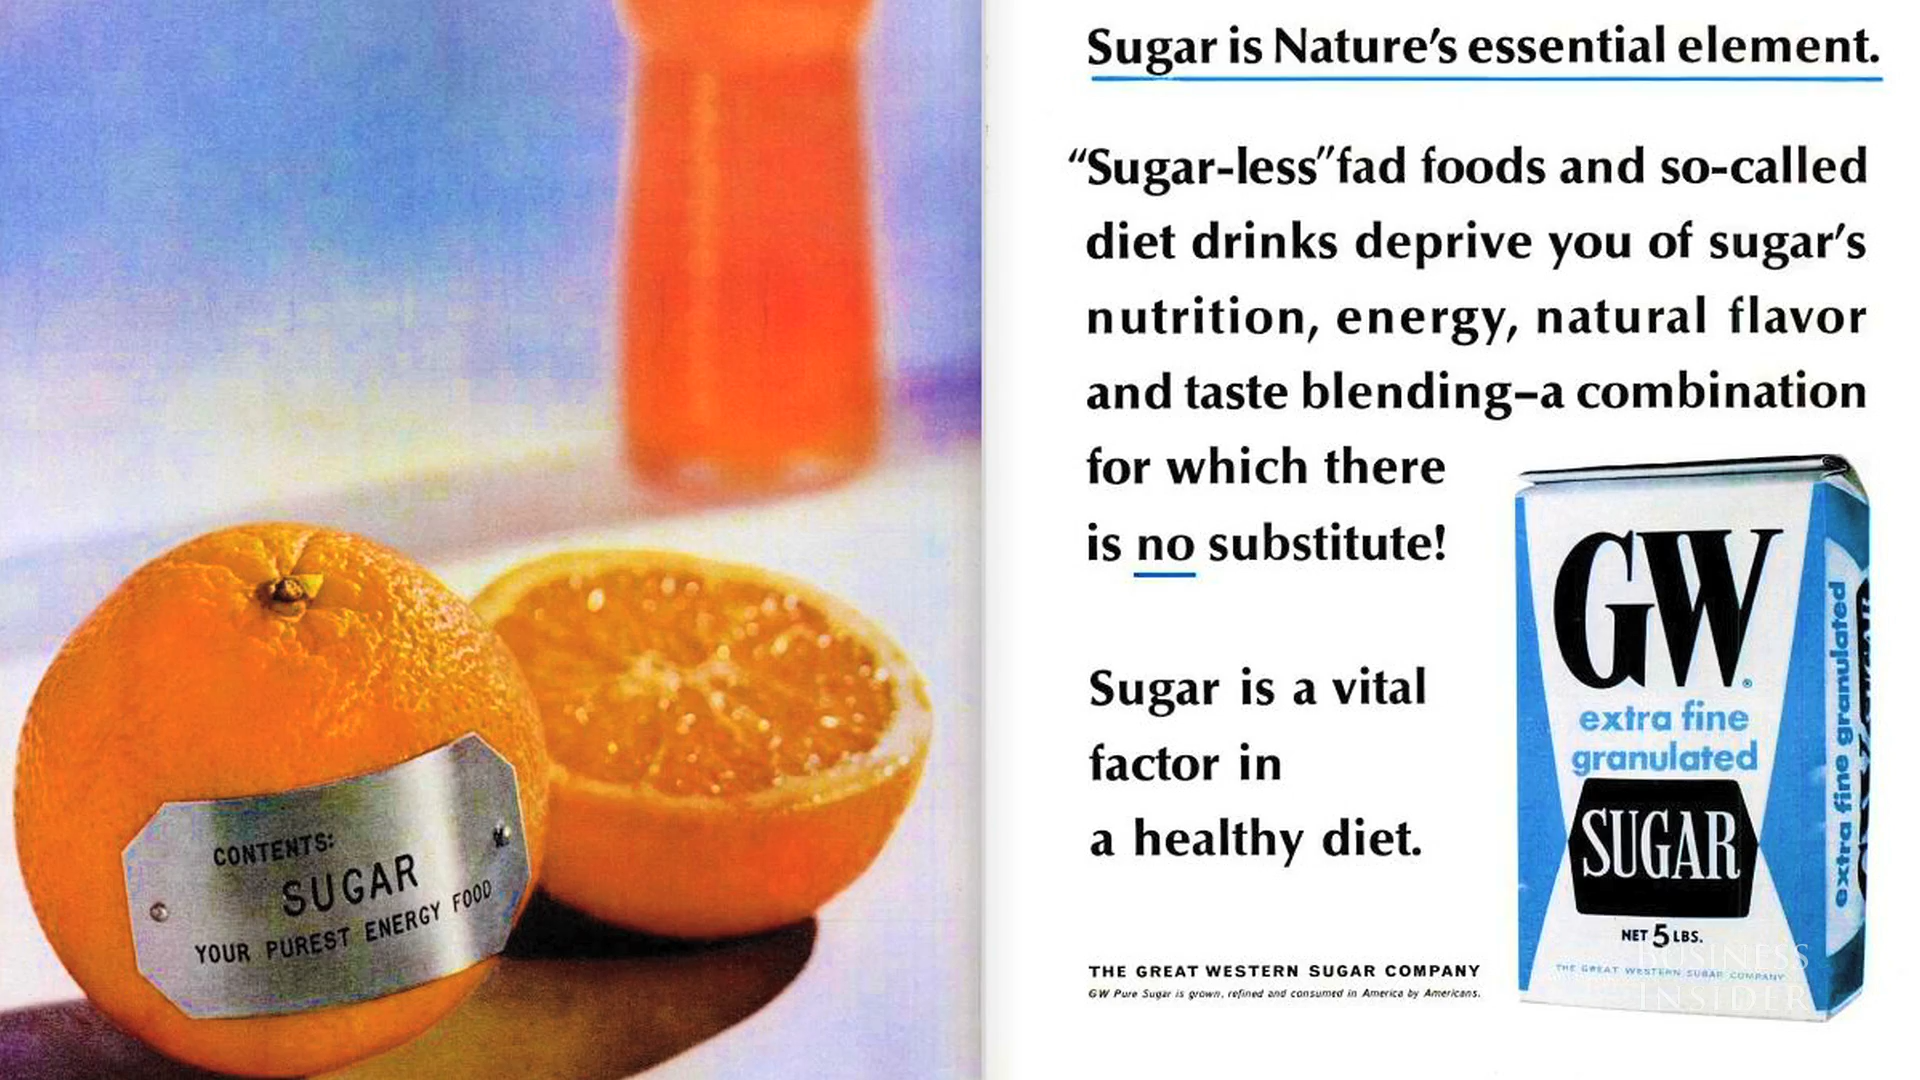 CONTENTS:
SUGAR
YOUR PUREST ENERGY FOOD
Sugar is Nature's essential element.
“Sugar-less” fad foods and so-called
diet drinks deprive you of sugar's
nutrition, energy, natural flavor
and taste blending–a combination
for which there
is no substitute!
Sugar is a vital
factor in
a healthy diet.
THE GREAT WESTERN SUGAR COMPANY
GW Pure Sugar is grown, refined and consumed in America by Americans.
GW®
extra fine
granulated
SUGAR
NET 5 LBS.
THE GREAT WESTERN SUGAR COMPANY
extra fine granulated
BUSINESS
INSIDER